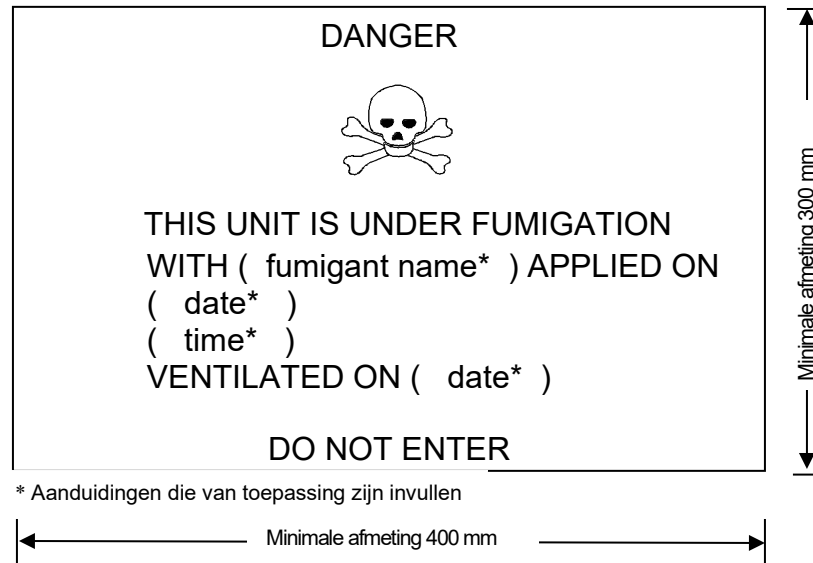 DANGER
THIS UNIT IS UNDER FUMIGATION
WITH ( fumigant name* ) APPLIED ON
( date* )
( time* )
VENTILATED ON ( date* )
DO NOT ENTER
* Aanduidingen die van toepassing zijn invullen
Minimale afmeting 400 mm
Minimale afmeting 300 mm